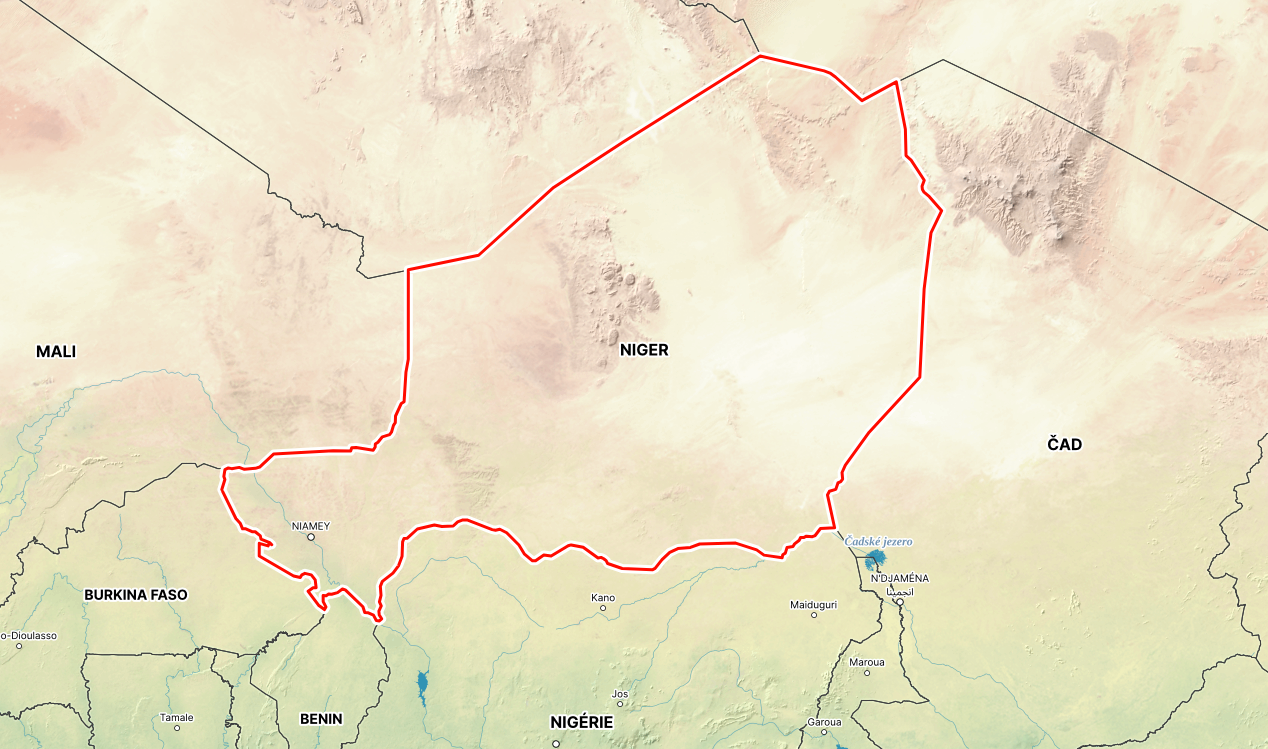 NIGER
MALI
ČAD
NIAMEY
Čadské jezero
N'DJAMÉNA
انجمينا
BURKINA FASO
Kano
Maiduguri
o-Dioulasso
Maroua
Jos
Tamale
BENIN
NIGÉRIE
Garoua